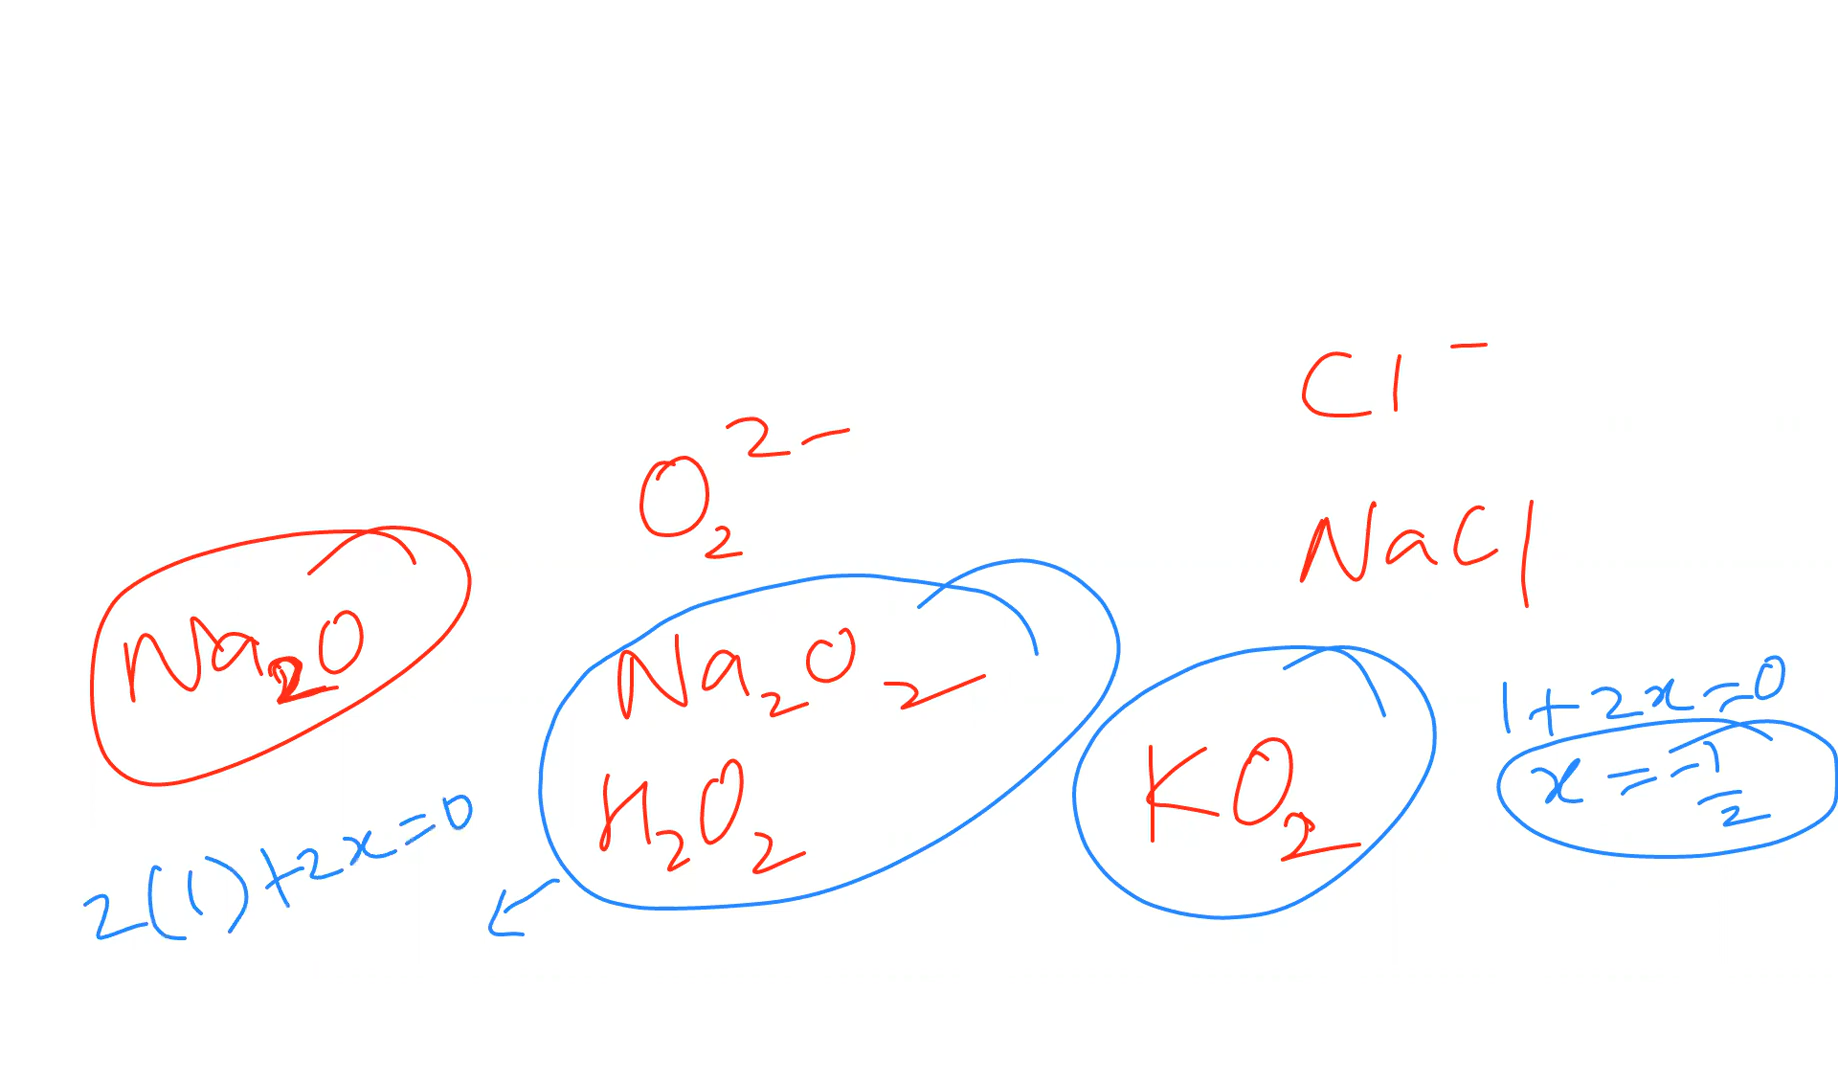 Cl⁻
O₂²⁻
NaCl
Na₂O
Na₂O₂
H₂O₂
KO₂
1+2x=0
x=-1/2
2(1)+2x=0